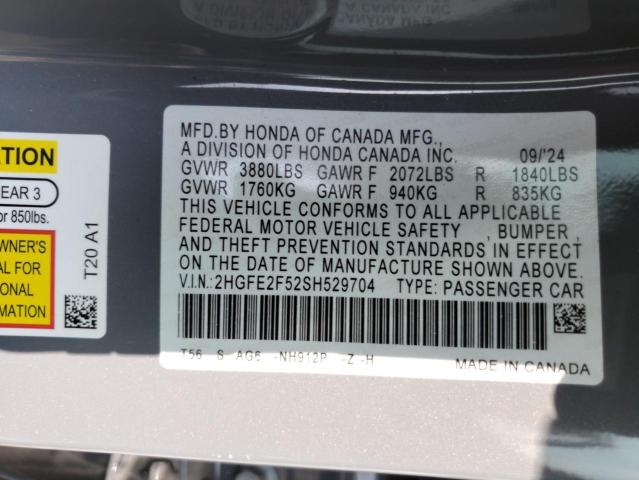 MFD.BY HONDA OF CANADA MFG.,
A DIVISION OF HONDA CANADA INC. 09/'24
GVWR 3880LBS GAWR F 2072LBS R 1840LBS
GVWR 1760KG GAWR F 940KG R 835KG
THIS VEHICLE CONFORMS TO ALL APPLICABLE
FEDERAL MOTOR VEHICLE SAFETY , BUMPER ,
AND THEFT PREVENTION STANDARDS IN EFFECT
ON THE DATE OF MANUFACTURE SHOWN ABOVE.
V.I.N.: 2HGFE2F52SH529704 TYPE: PASSENGER CAR
T56 S AG6 -NH912P -Z -H
MADE IN CANADA
EAR 3
or 850lbs.
WNER'S
AL FOR
IONAL
MATION
T20 A1